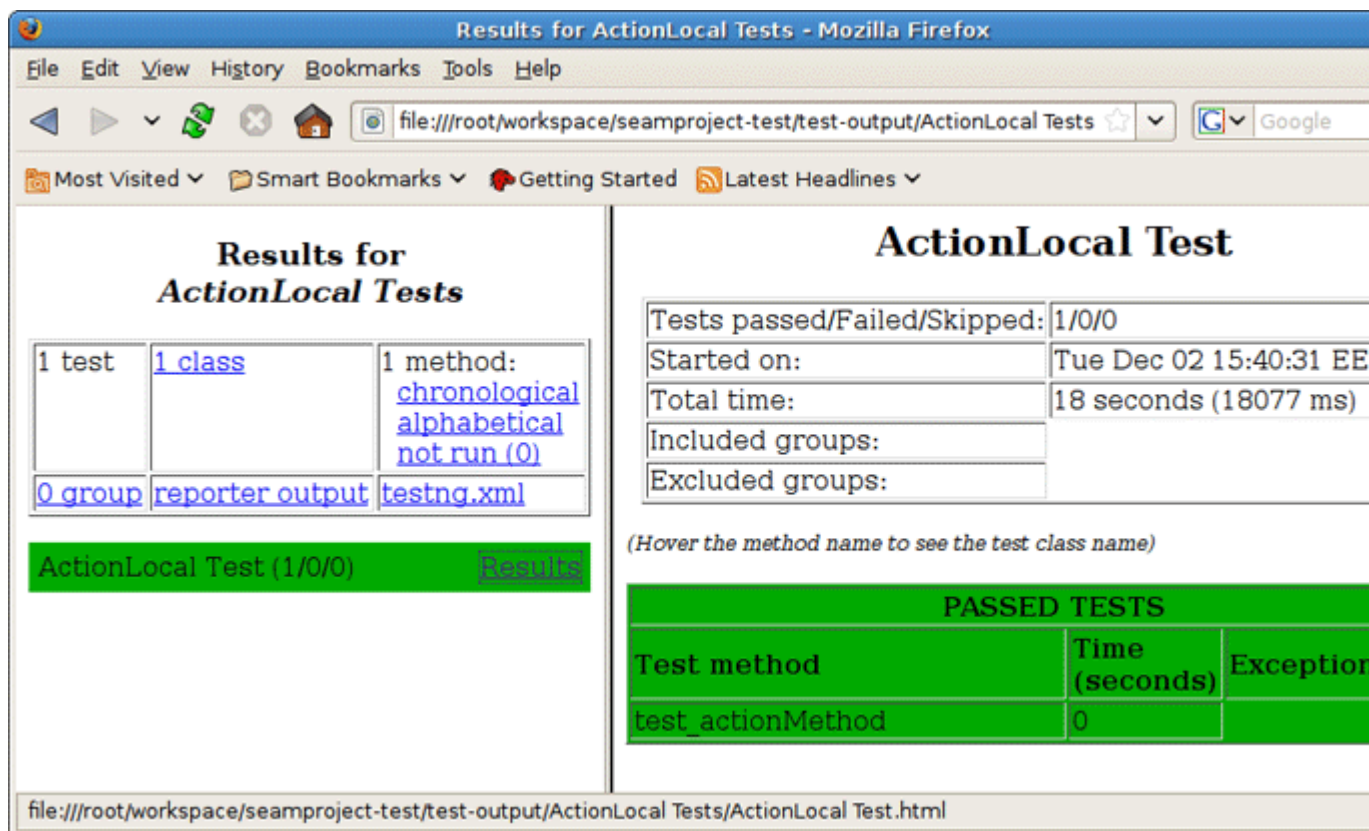 Results for ActionLocal Tests - Mozilla Firefox
File Edit View History Bookmarks Tools Help
file:///root/workspace/seamproject-test/test-output/ActionLocal Tests
G Google
Most Visited Smart Bookmarks Getting Started Latest Headlines
Results for
ActionLocal Tests
1 test 1 class 1 method:
chronological
alphabetical
not run (0)
0 group reporter output testng.xml
ActionLocal Test (1/0/0) Results
ActionLocal Test
Tests passed/Failed/Skipped: 1/0/0
Started on: Tue Dec 02 15:40:31 EE
Total time: 18 seconds (18077 ms)
Included groups:
Excluded groups:
(Hover the method name to see the test class name)
PASSED TESTS
Test method Time (seconds) Exception
test_actionMethod 0
file:///root/workspace/seamproject-test/test-output/ActionLocal Tests/ActionLocal Test.html